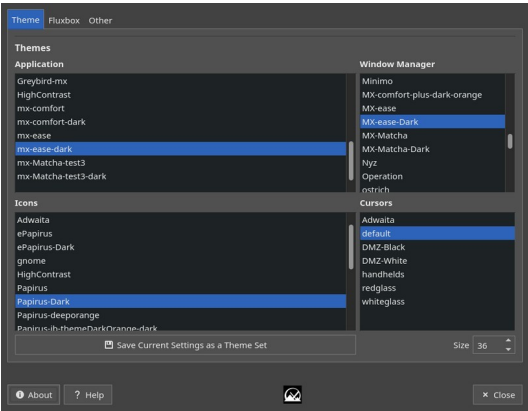 Theme Fluxbox Other
Themes
Application
Greybird-mx
HighContrast
mx-comfort
mx-comfort-dark
mx-ease
mx-ease-dark
mx-Matcha-test3
mx-Matcha-test3-dark
Window Manager
Minimo
MX-comfort-plus-dark-orange
MX-ease
MX-ease-Dark
MX-Matcha
MX-Matcha-Dark
Nyz
Operation
ostrich
Icons
Adwaita
ePapirus
ePapirus-Dark
gnome
HighContrast
Papirus
Papirus-Dark
Papirus-deeporange
Papirus-ib-themeDarkOrange-dark
Cursors
Adwaita
default
DMZ-Black
DMZ-White
handhelds
redglass
whiteglass
Save Current Settings as a Theme Set
Size 36
About ? Help × Close